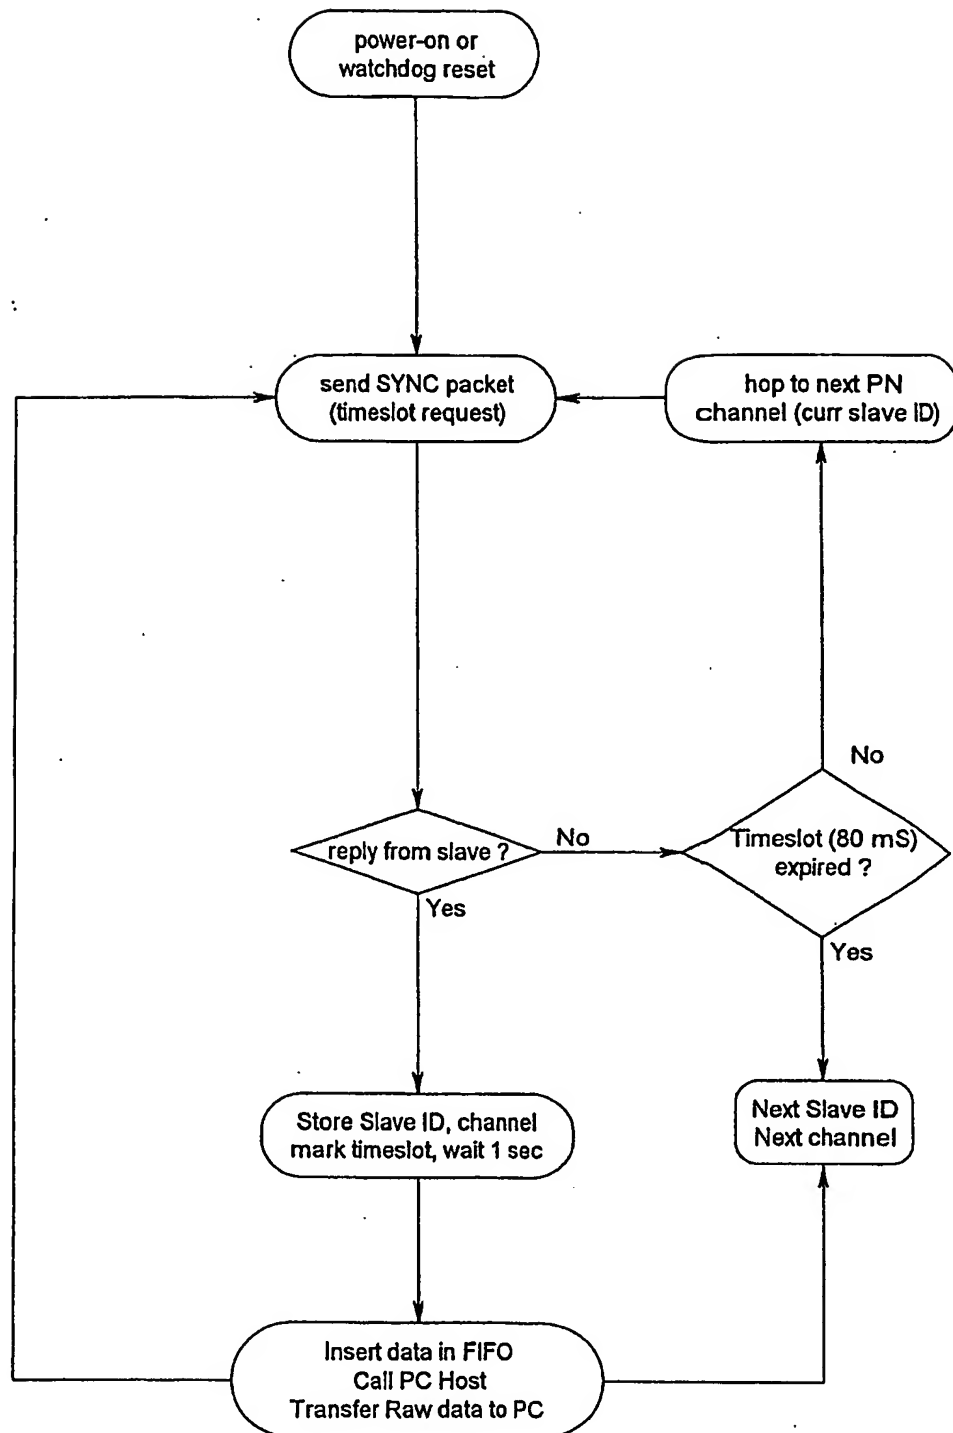 power-on or
watchdog reset
send SYNC packet
(timeslot request)
hop to next PN
channel (curr slave ID)
No
reply from slave ?
No
Timeslot (80 mS)
expired ?
Yes
Yes
Store Slave ID, channel
mark timeslot, wait 1 sec
Next Slave ID
Next channel
Insert data in FIFO
Call PC Host
Transfer Raw data to PC